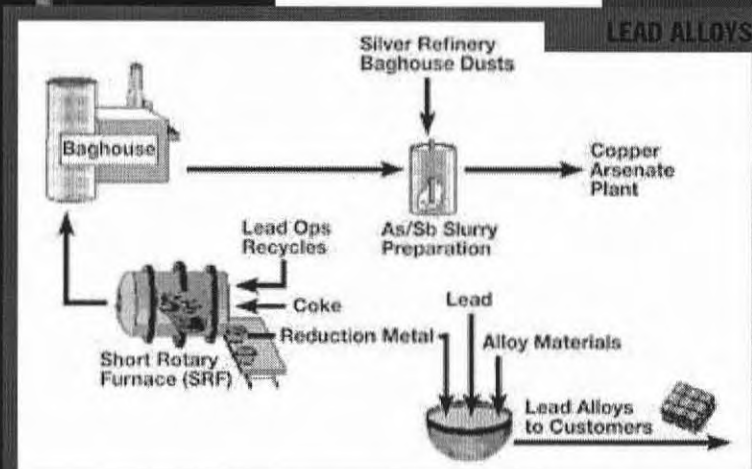 LEAD ALLOYS
Silver Refinery
Baghouse Dusts
Baghouse
Copper
Arsenate
Plant
As/Sb Slurry
Preparation
Lead Ops
Recycles
Coke
Lead
Reduction Metal
Alloy Materials
Short Rotary
Furnace (SRF)
Lead Alloys
to Customers